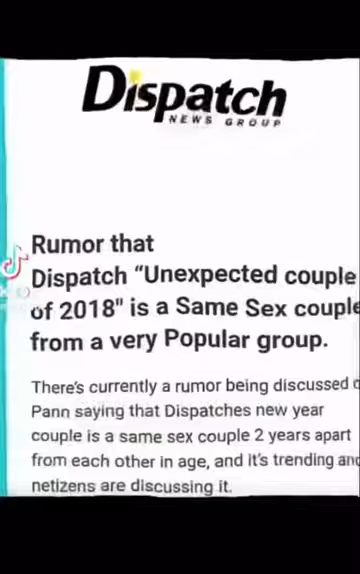 Dispatch
NEWS GROUP
Rumor that
Dispatch “Unexpected couple
of 2018" is a Same Sex couple
from a very Popular group.
There's currently a rumor being discussed
Pann saying that Dispatches new year
couple is a same sex couple 2 years apart
from each other in age, and it's trending and
netizens are discussing it.